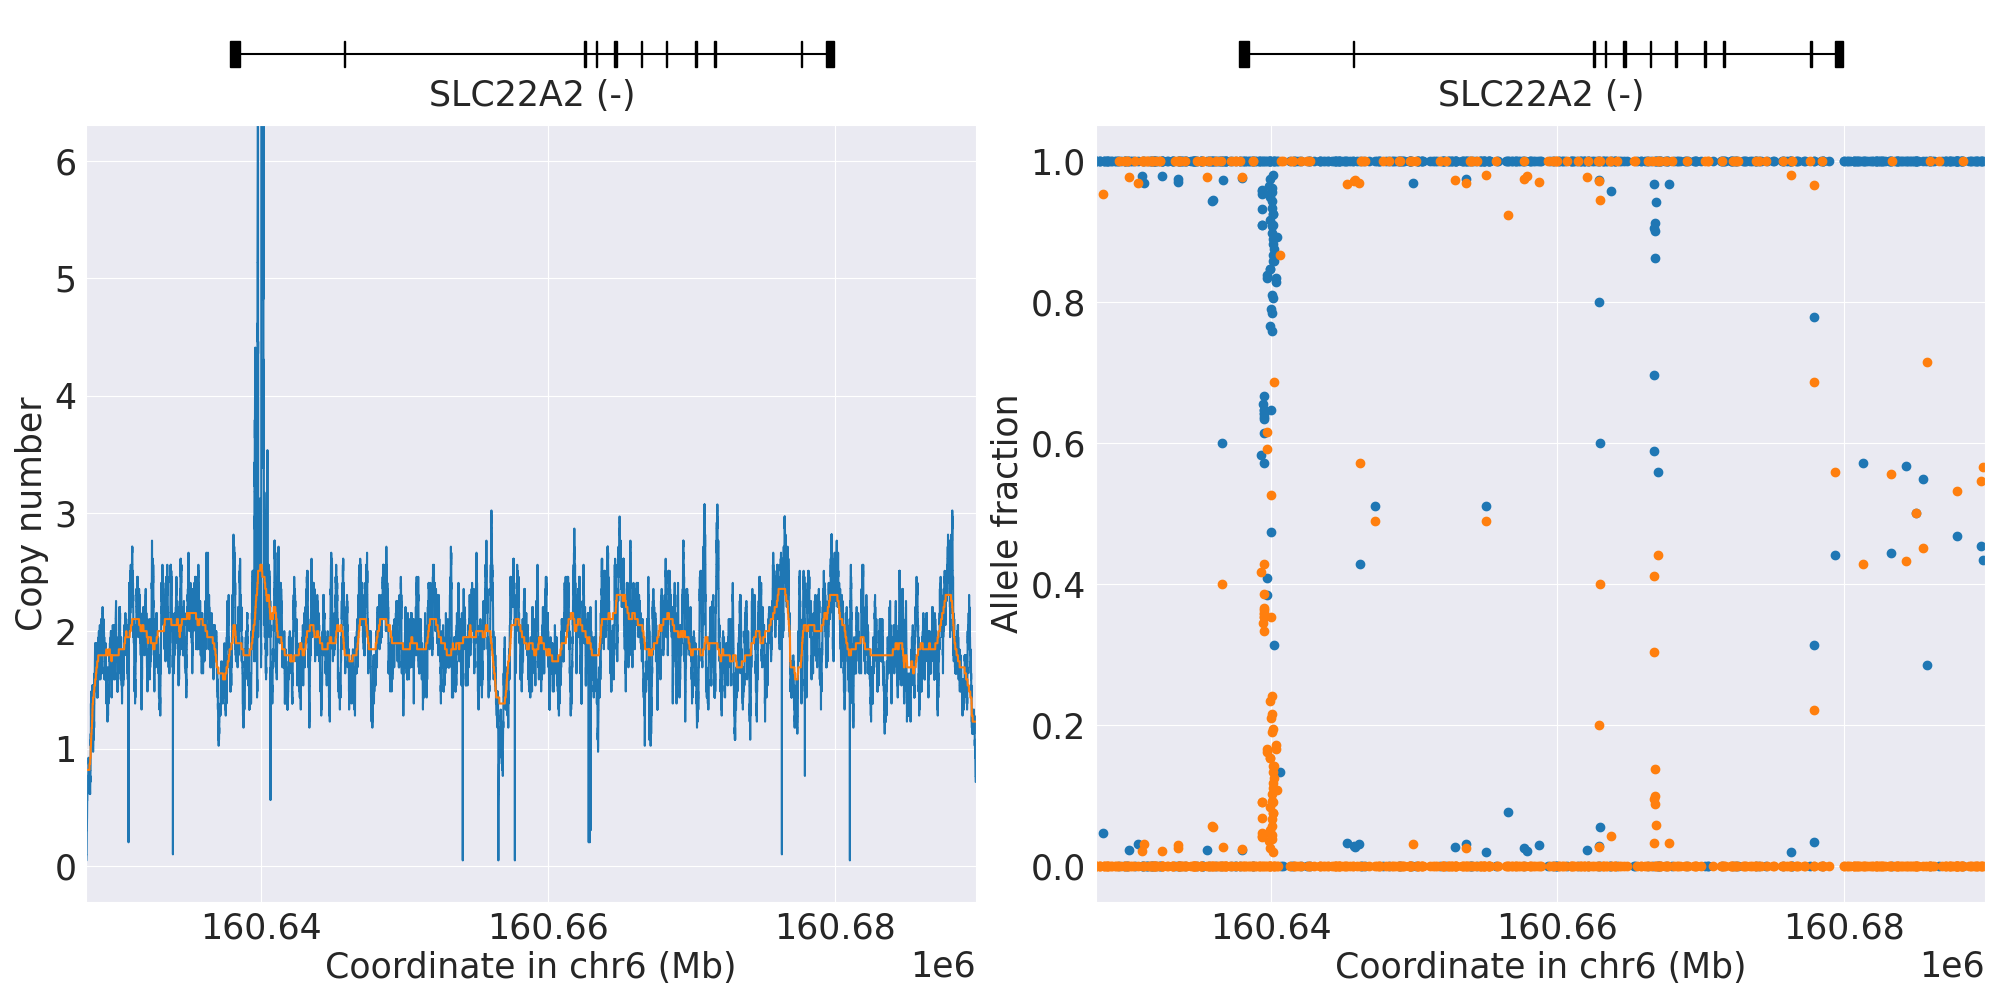 SLC22A2 (-)
Copy number
6
5
4
3
2
1
0
160.64
160.66
160.68
Coordinate in chr6 (Mb)
1e6
SLC22A2 (-)
Allele fraction
1.0
0.8
0.6
0.4
0.2
0.0
160.64
160.66
160.68
Coordinate in chr6 (Mb)
1e6